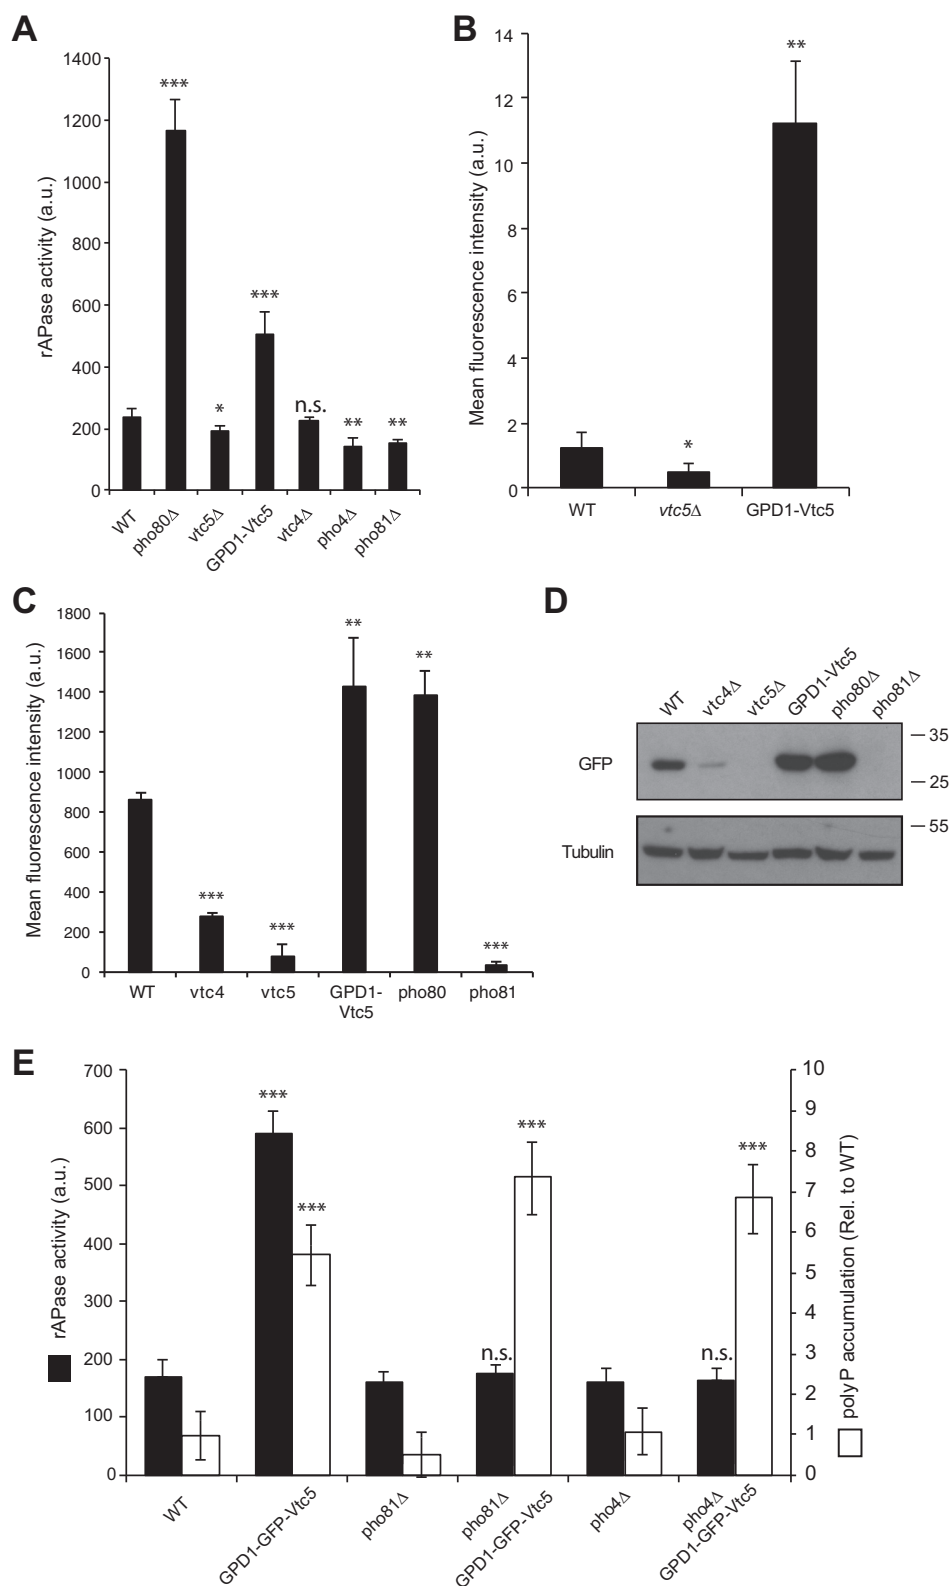 A
1400
1200
1000
800
600
400
200
0
rAPase activity (a.u.)
***
*
***
n.s.
**
**
WT
pho80Δ
vtc5Δ
GPD1-Vtc5
vtc4Δ
pho4Δ
pho81Δ
B
14
12
10
8
6
4
2
0
Mean fluorescence intensity (a.u.)
*
**
WT
vtc5Δ
GPD1-Vtc5
C
1800
1600
1400
1200
1000
800
600
400
200
0
Mean fluorescence intensity (a.u.)
***
***
**
**
***
WT
vtc4
vtc5
GPD1-
Vtc5
pho80
pho81
D
WT
vtc4Δ
vtc5Δ
GPD1-Vtc5
pho80Δ
pho81Δ
GFP
35
25
55
Tubulin
E
700
600
500
400
300
200
100
0
rAPase activity (a.u.)
***
***
n.s.
***
n.s.
***
10
9
8
7
6
5
4
3
2
1
0
polyP accumulation (Rel. to WT)
WT
GPD1-GFP-Vtc5
pho81Δ
pho81Δ
GPD1-GFP-Vtc5
pho4Δ
pho4Δ
GPD1-GFP-Vtc5